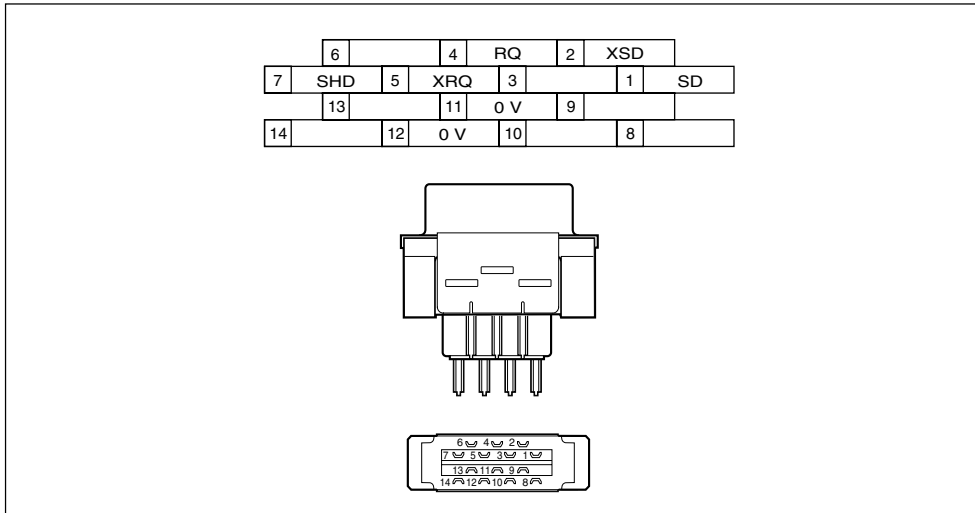 6 4 RQ 2 XSD
7 SHD 5 XRQ 3 1 SD
13 11 0 V 9
14 12 0 V 10 8
6 4 2
7 5 3 1
13 11 9
14 12 10 8